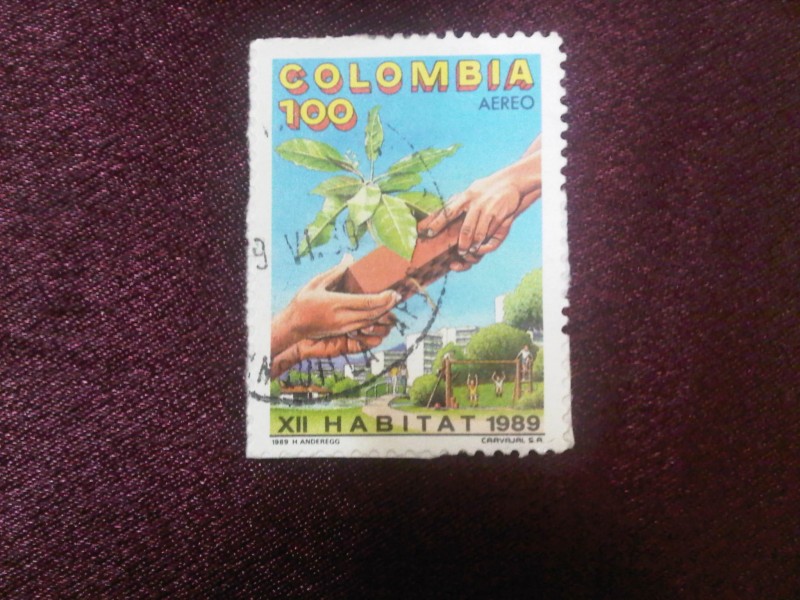 COLOMBIA
100
AEREO
XII HABITAT 1989
1989 H ANDEREGG
CARVAJAL S.A.